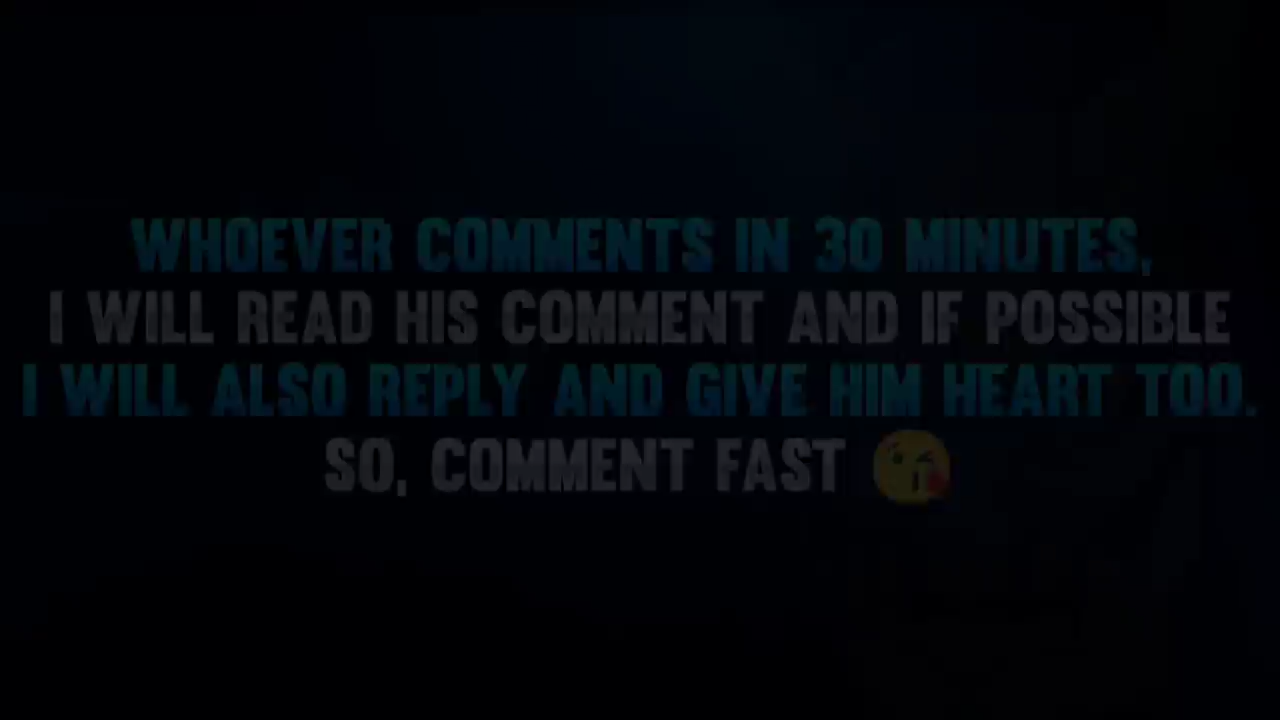 WHOEVER COMMENTS IN 30 MINUTES,
I WILL READ HIS COMMENT AND IF POSSIBLE
I WILL ALSO REPLY AND GIVE HIM HEART TOO.
SO, COMMENT FAST 😘